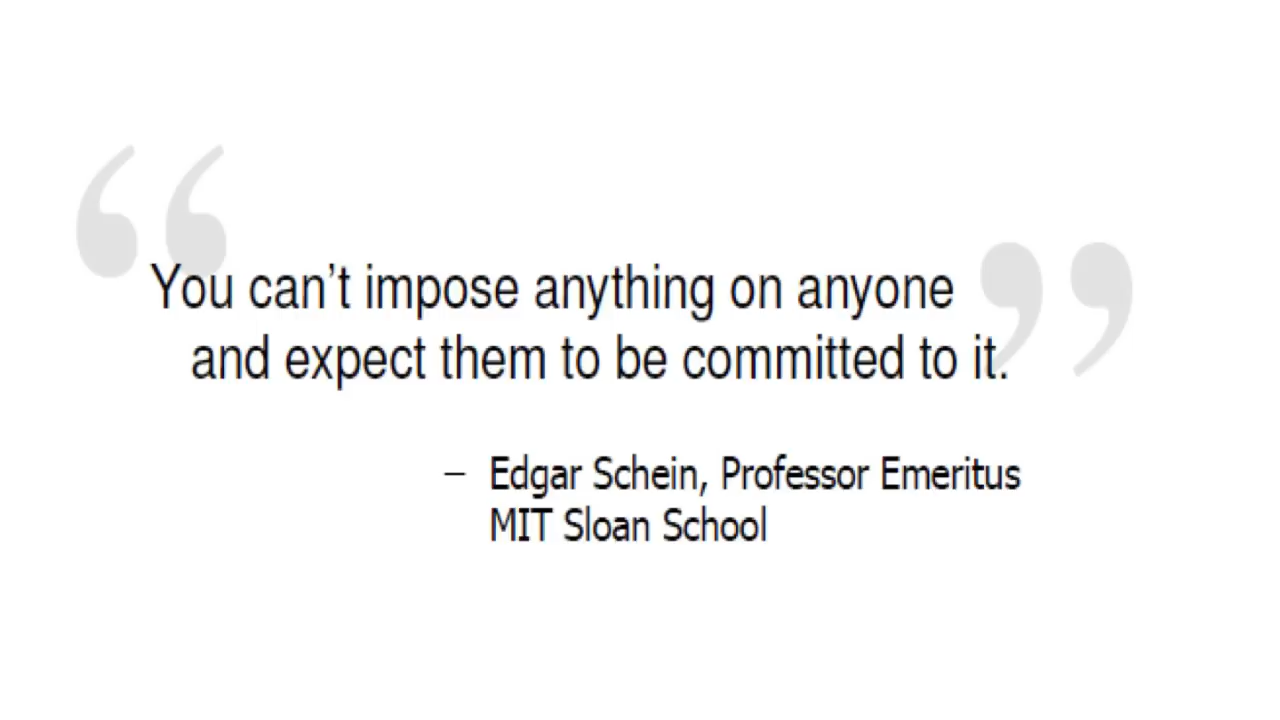 “ You can’t impose anything on anyone
and expect them to be committed to it. ”
– Edgar Schein, Professor Emeritus
MIT Sloan School